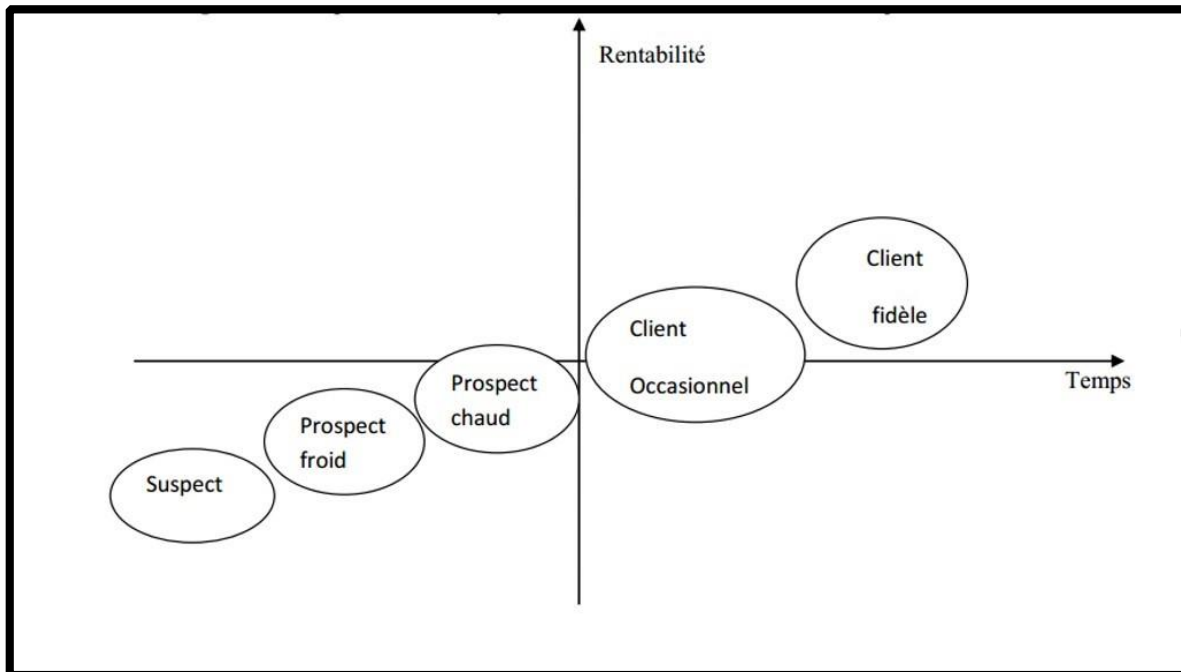 Rentabilité
Client
fidèle
Client
Occasionnel
Temps
Prospect
chaud
Prospect
froid
Suspect